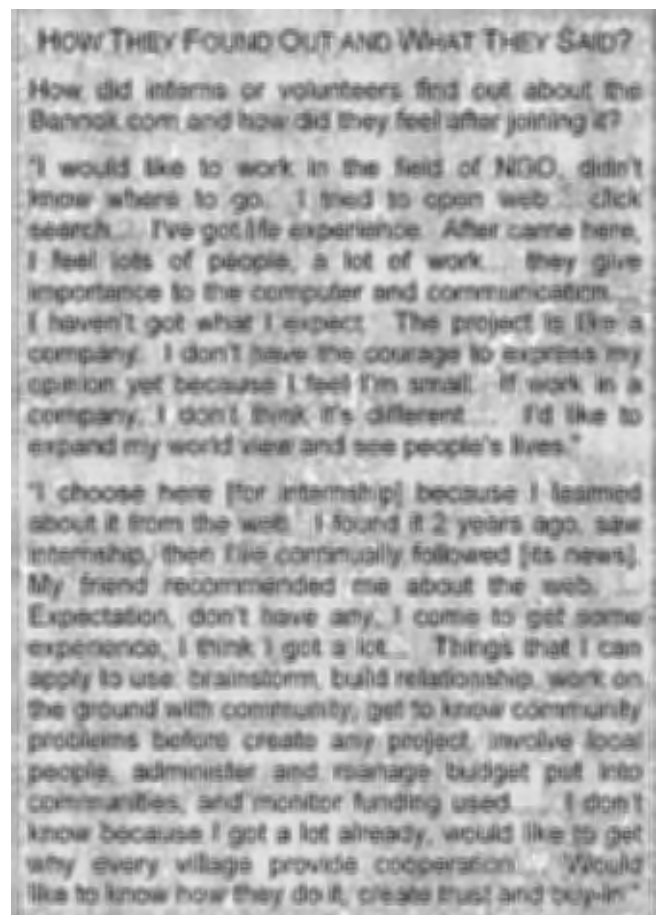 HOW THEY FOUND OUT AND WHAT THEY SAID?
How did interns or volunteers find out about the
Bannok.com and how did they feel after joining it?
"I would like to work in the field of NGO, didn't
know where to go. I tried to open web... click
search... I've got life experience. After came here,
I feel lots of people, a lot of work... they give
importance to the computer and communication....
I haven't got what I expect. The project is like a
company. I don't have the courage to express my
opinion yet because I feel I'm small. If work in a
company, I don't think it's different.... I'd like to
expand my world view and see people's lives."
"I choose here [for internship] because I learned
about it from the web. I found it 2 years ago, saw
internship, then I've continually followed [its news].
My friend recommended me about the web. ...
Expectation, don't have any, I come to get some
experience, I think I got a lot... Things that I can
apply to use: brainstorm, build relationship, work on
the ground with community, get to know community
problems before create any project, involve local
people, administer and manage budget put into
communities, and monitor funding used.... I don't
know because I got a lot already, would like to get
why every village provide cooperation... Would
like to know how they do it, create trust and buy-in."